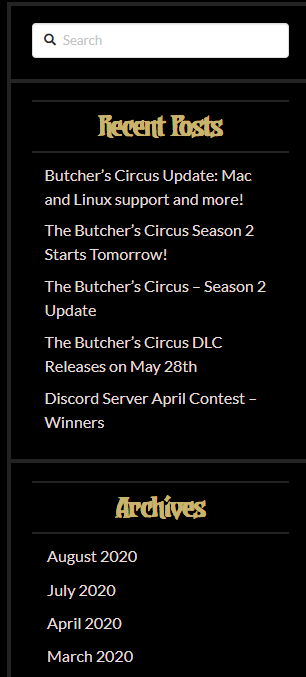 Search
Recent Posts
Butcher’s Circus Update: Mac
and Linux support and more!
The Butcher’s Circus Season 2
Starts Tomorrow!
The Butcher’s Circus – Season 2
Update
The Butcher’s Circus DLC
Releases on May 28th
Discord Server April Contest –
Winners
Archives
August 2020
July 2020
April 2020
March 2020